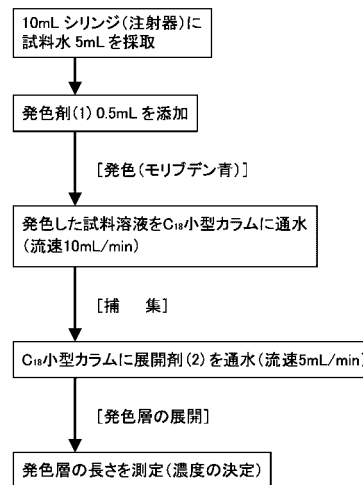 10mL シリンジ(注射器)に
試料水 5mL を採取
発色剤(1) 0.5mL を添加
[発色(モリブデン青)]
発色した試料溶液をC₁₈小型カラムに通水
(流速10mL/min)
[捕　集]
C₁₈小型カラムに展開剤(2)を通水(流速5mL/min)
[発色層の展開]
発色層の長さを測定(濃度の決定)